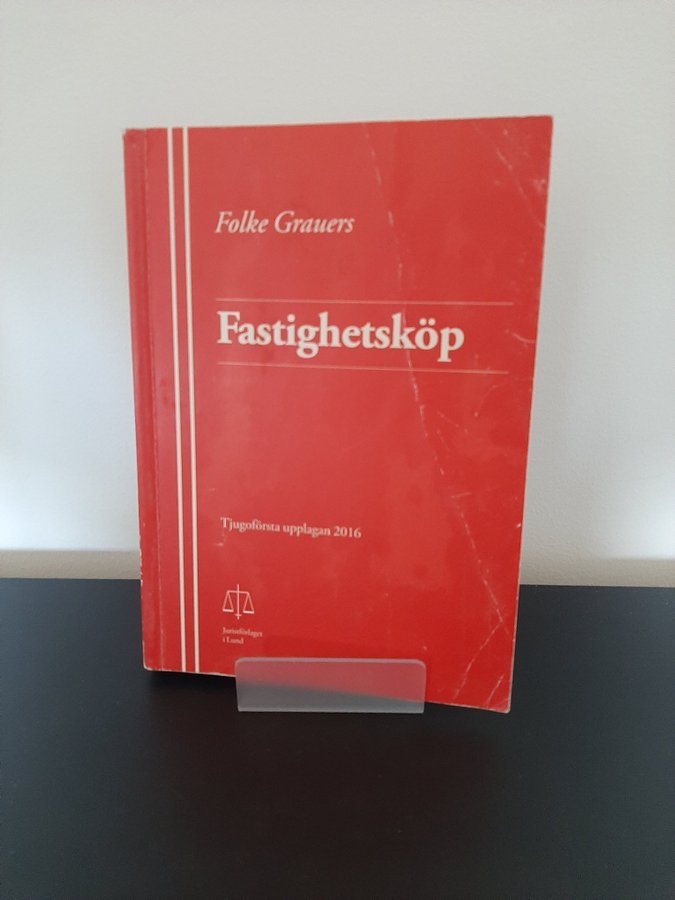 Folke Grauers
Fastighetsköp
Tjugoförsta upplagan 2016
Juristförlaget
i Lund